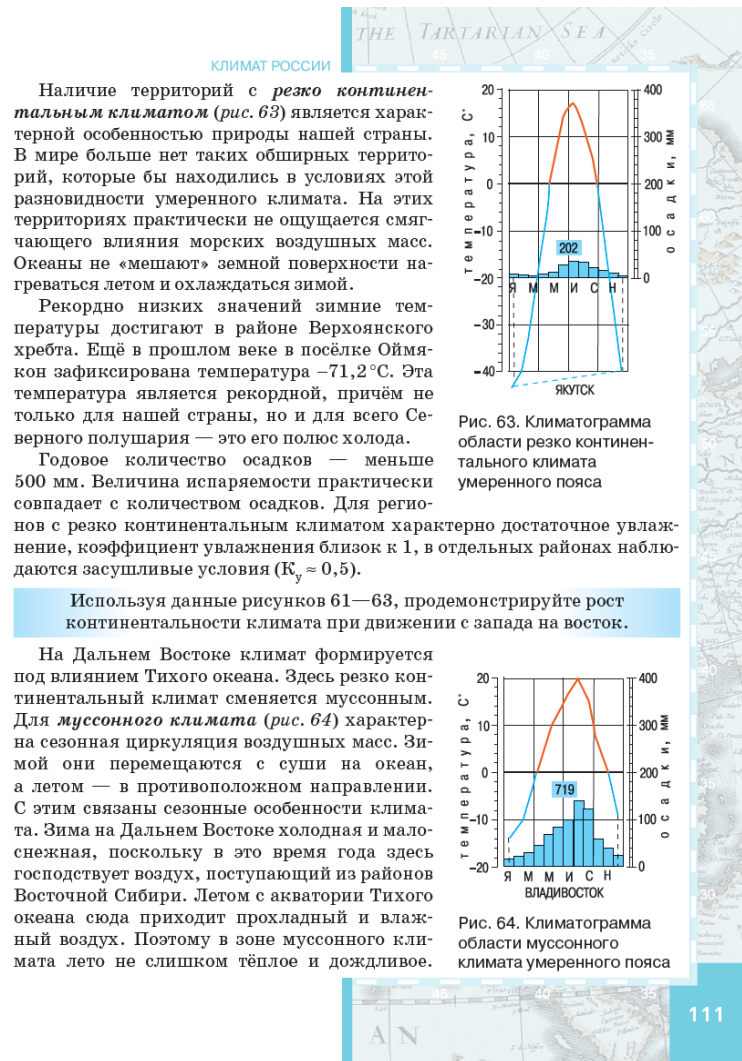 THE TARTARIAN SEA
45 40 35
КЛИМАТ РОССИИ
Наличие территорий с резко континен-
тальным климатом (рис. 63) является харак-
терной особенностью природы нашей страны.
В мире больше нет таких обширных террито-
рий, которые бы находились в условиях этой
разновидности умеренного климата. На этих
территориях практически не ощущается смяг-
чающего влияния морских воздушных масс.
Океаны не «мешают» земной поверхности на-
греваться летом и охлаждаться зимой.
Рекордно низких значений зимние тем-
пературы достигают в районе Верхоянского
хребта. Ещё в прошлом веке в посёлке Оймя-
кон зафиксирована температура –71,2 °С. Эта
температура является рекордной, причём не
только для нашей страны, но и для всего Се-
верного полушария — это его полюс холода.
Годовое количество осадков — меньше
500 мм. Величина испаряемости практически
совпадает с количеством осадков. Для регио-
нов с резко континентальным климатом характерно достаточное увлаж-
нение, коэффициент увлажнения близок к 1, в отдельных районах наблю-
даются засушливые условия (Ку ≈ 0,5).
температура, С°
20
10
0
–10
–20
–30
–40
400
300
200
100
0
осадки, мм
202
Я М М И С Н
ЯКУТСК
Рис. 63. Климатограмма
области резко континен-
тального климата
умеренного пояса
Используя данные рисунков 61—63, продемонстрируйте рост
континентальности климата при движении с запада на восток.
На Дальнем Востоке климат формируется
под влиянием Тихого океана. Здесь резко кон-
тинентальный климат сменяется муссонным.
Для муссонного климата (рис. 64) характер-
на сезонная циркуляция воздушных масс. Зи-
мой они перемещаются с суши на океан,
а летом — в противоположном направлении.
С этим связаны сезонные особенности клима-
та. Зима на Дальнем Востоке холодная и мало-
снежная, поскольку в это время года здесь
господствует воздух, поступающий из районов
Восточной Сибири. Летом с акватории Тихого
океана сюда приходит прохладный и влаж-
ный воздух. Поэтому в зоне муссонного кли-
мата лето не слишком тёплое и дождливое.
температура, С°
20
10
0
–10
–20
400
300
200
100
0
осадки, мм
719
Я М М И С Н
ВЛАДИВОСТОК
Рис. 64. Климатограмма
области муссонного
климата умеренного пояса
65
35
30
45 40 35
AN
111